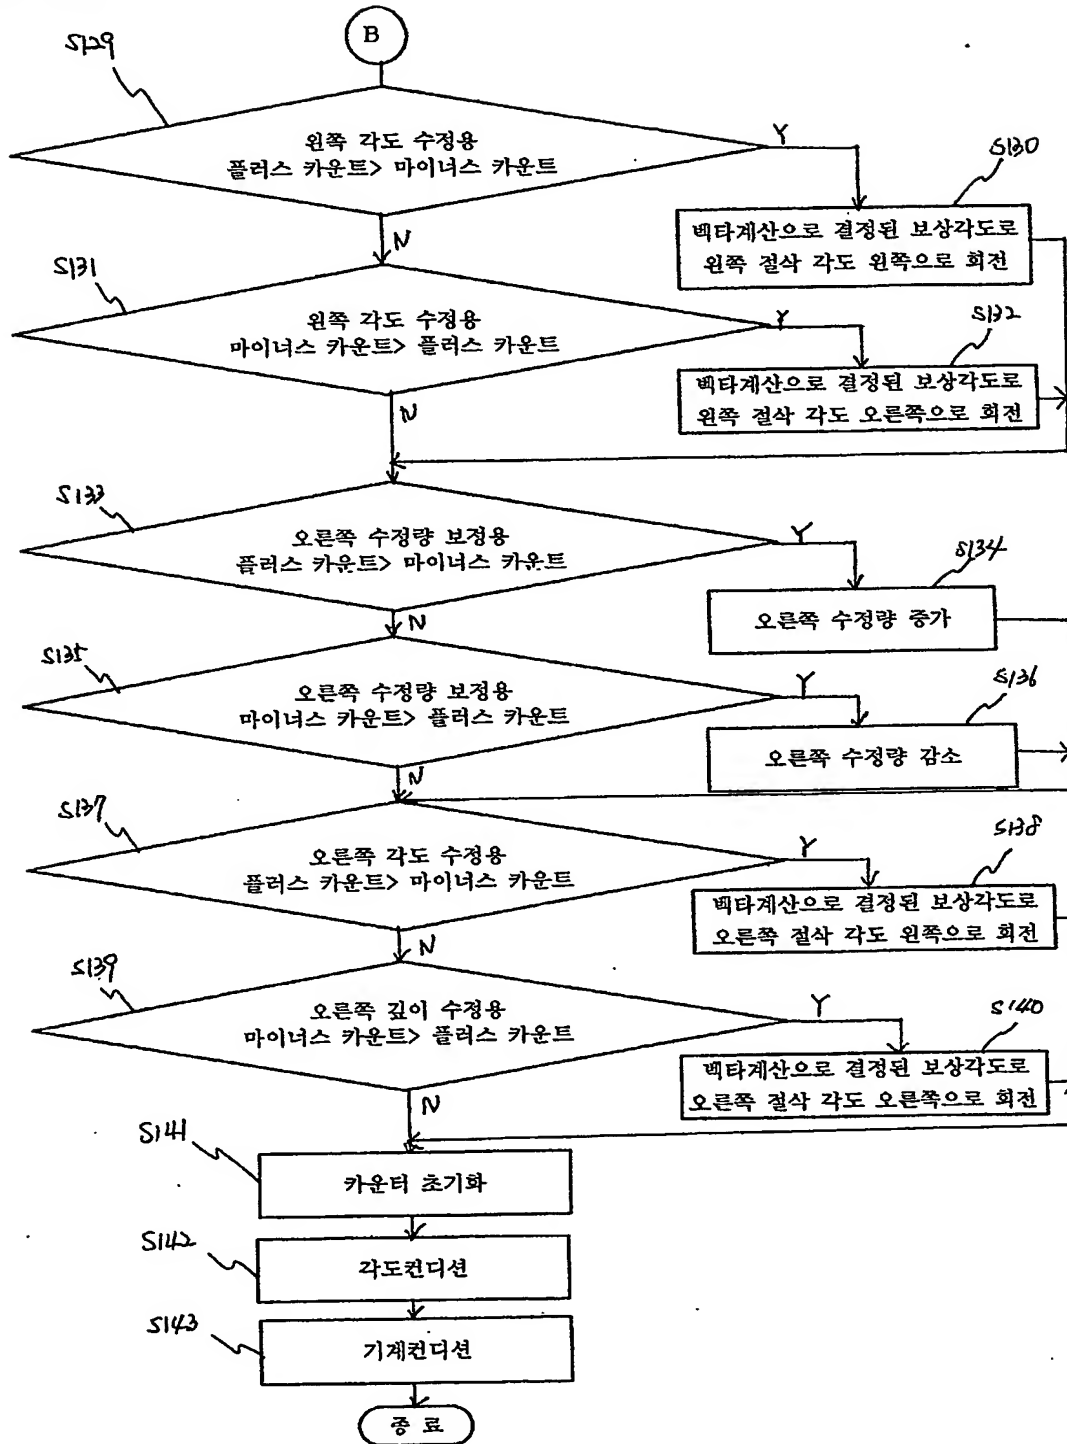 B
S129
왼쪽 각도 수정용
플러스 카운트> 마이너스 카운트
Y
S130
벡타계산으로 결정된 보상각도로
왼쪽 절삭 각도 왼쪽으로 회전
N
S131
왼쪽 각도 수정용
마이너스 카운트> 플러스 카운트
Y
S132
벡타계산으로 결정된 보상각도로
왼쪽 절삭 각도 오른쪽으로 회전
N
S133
오른쪽 수정량 보정용
플러스 카운트> 마이너스 카운트
Y
S134
오른쪽 수정량 증가
N
S135
오른쪽 수정량 보정용
마이너스 카운트> 플러스 카운트
Y
S136
오른쪽 수정량 감소
N
S137
오른쪽 각도 수정용
플러스 카운트> 마이너스 카운트
Y
S138
벡타계산으로 결정된 보상각도로
오른쪽 절삭 각도 왼쪽으로 회전
N
S139
오른쪽 깊이 수정용
마이너스 카운트> 플러스 카운트
Y
S140
벡타계산으로 결정된 보상각도로
오른쪽 절삭 각도 오른쪽으로 회전
N
S141
카운터 초기화
S142
각도컨디션
S143
기계컨디션
종 료